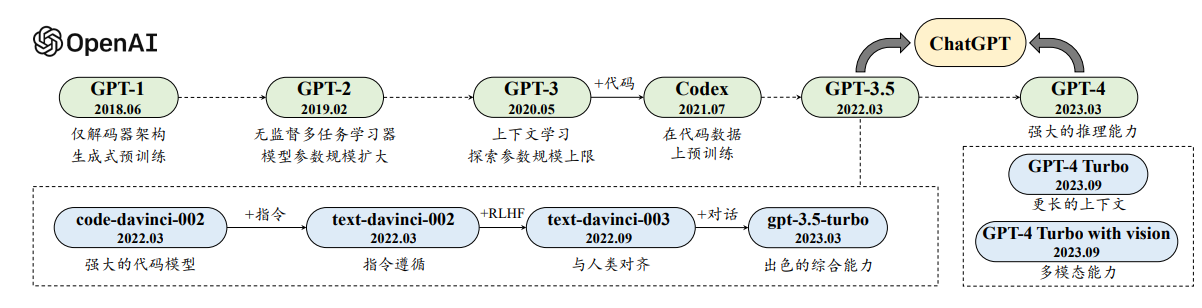 OpenAI
ChatGPT
GPT-1
2018.06
GPT-2
2019.02
GPT-3
2020.05
+代码
Codex
2021.07
GPT-3.5
2022.03
GPT-4
2023.03
仅解码器架构
生成式预训练
无监督多任务学习器
模型参数规模扩大
上下文学习
探索参数规模上限
在代码数据
上预训练
强大的推理能力
code-davinci-002
2022.03
+指令
text-davinci-002
2022.03
+RLHF
text-davinci-003
2022.09
+对话
gpt-3.5-turbo
2023.03
强大的代码模型
指令遵循
与人类对齐
出色的综合能力
GPT-4 Turbo
2023.09
更长的上下文
GPT-4 Turbo with vision
2023.09
多模态能力